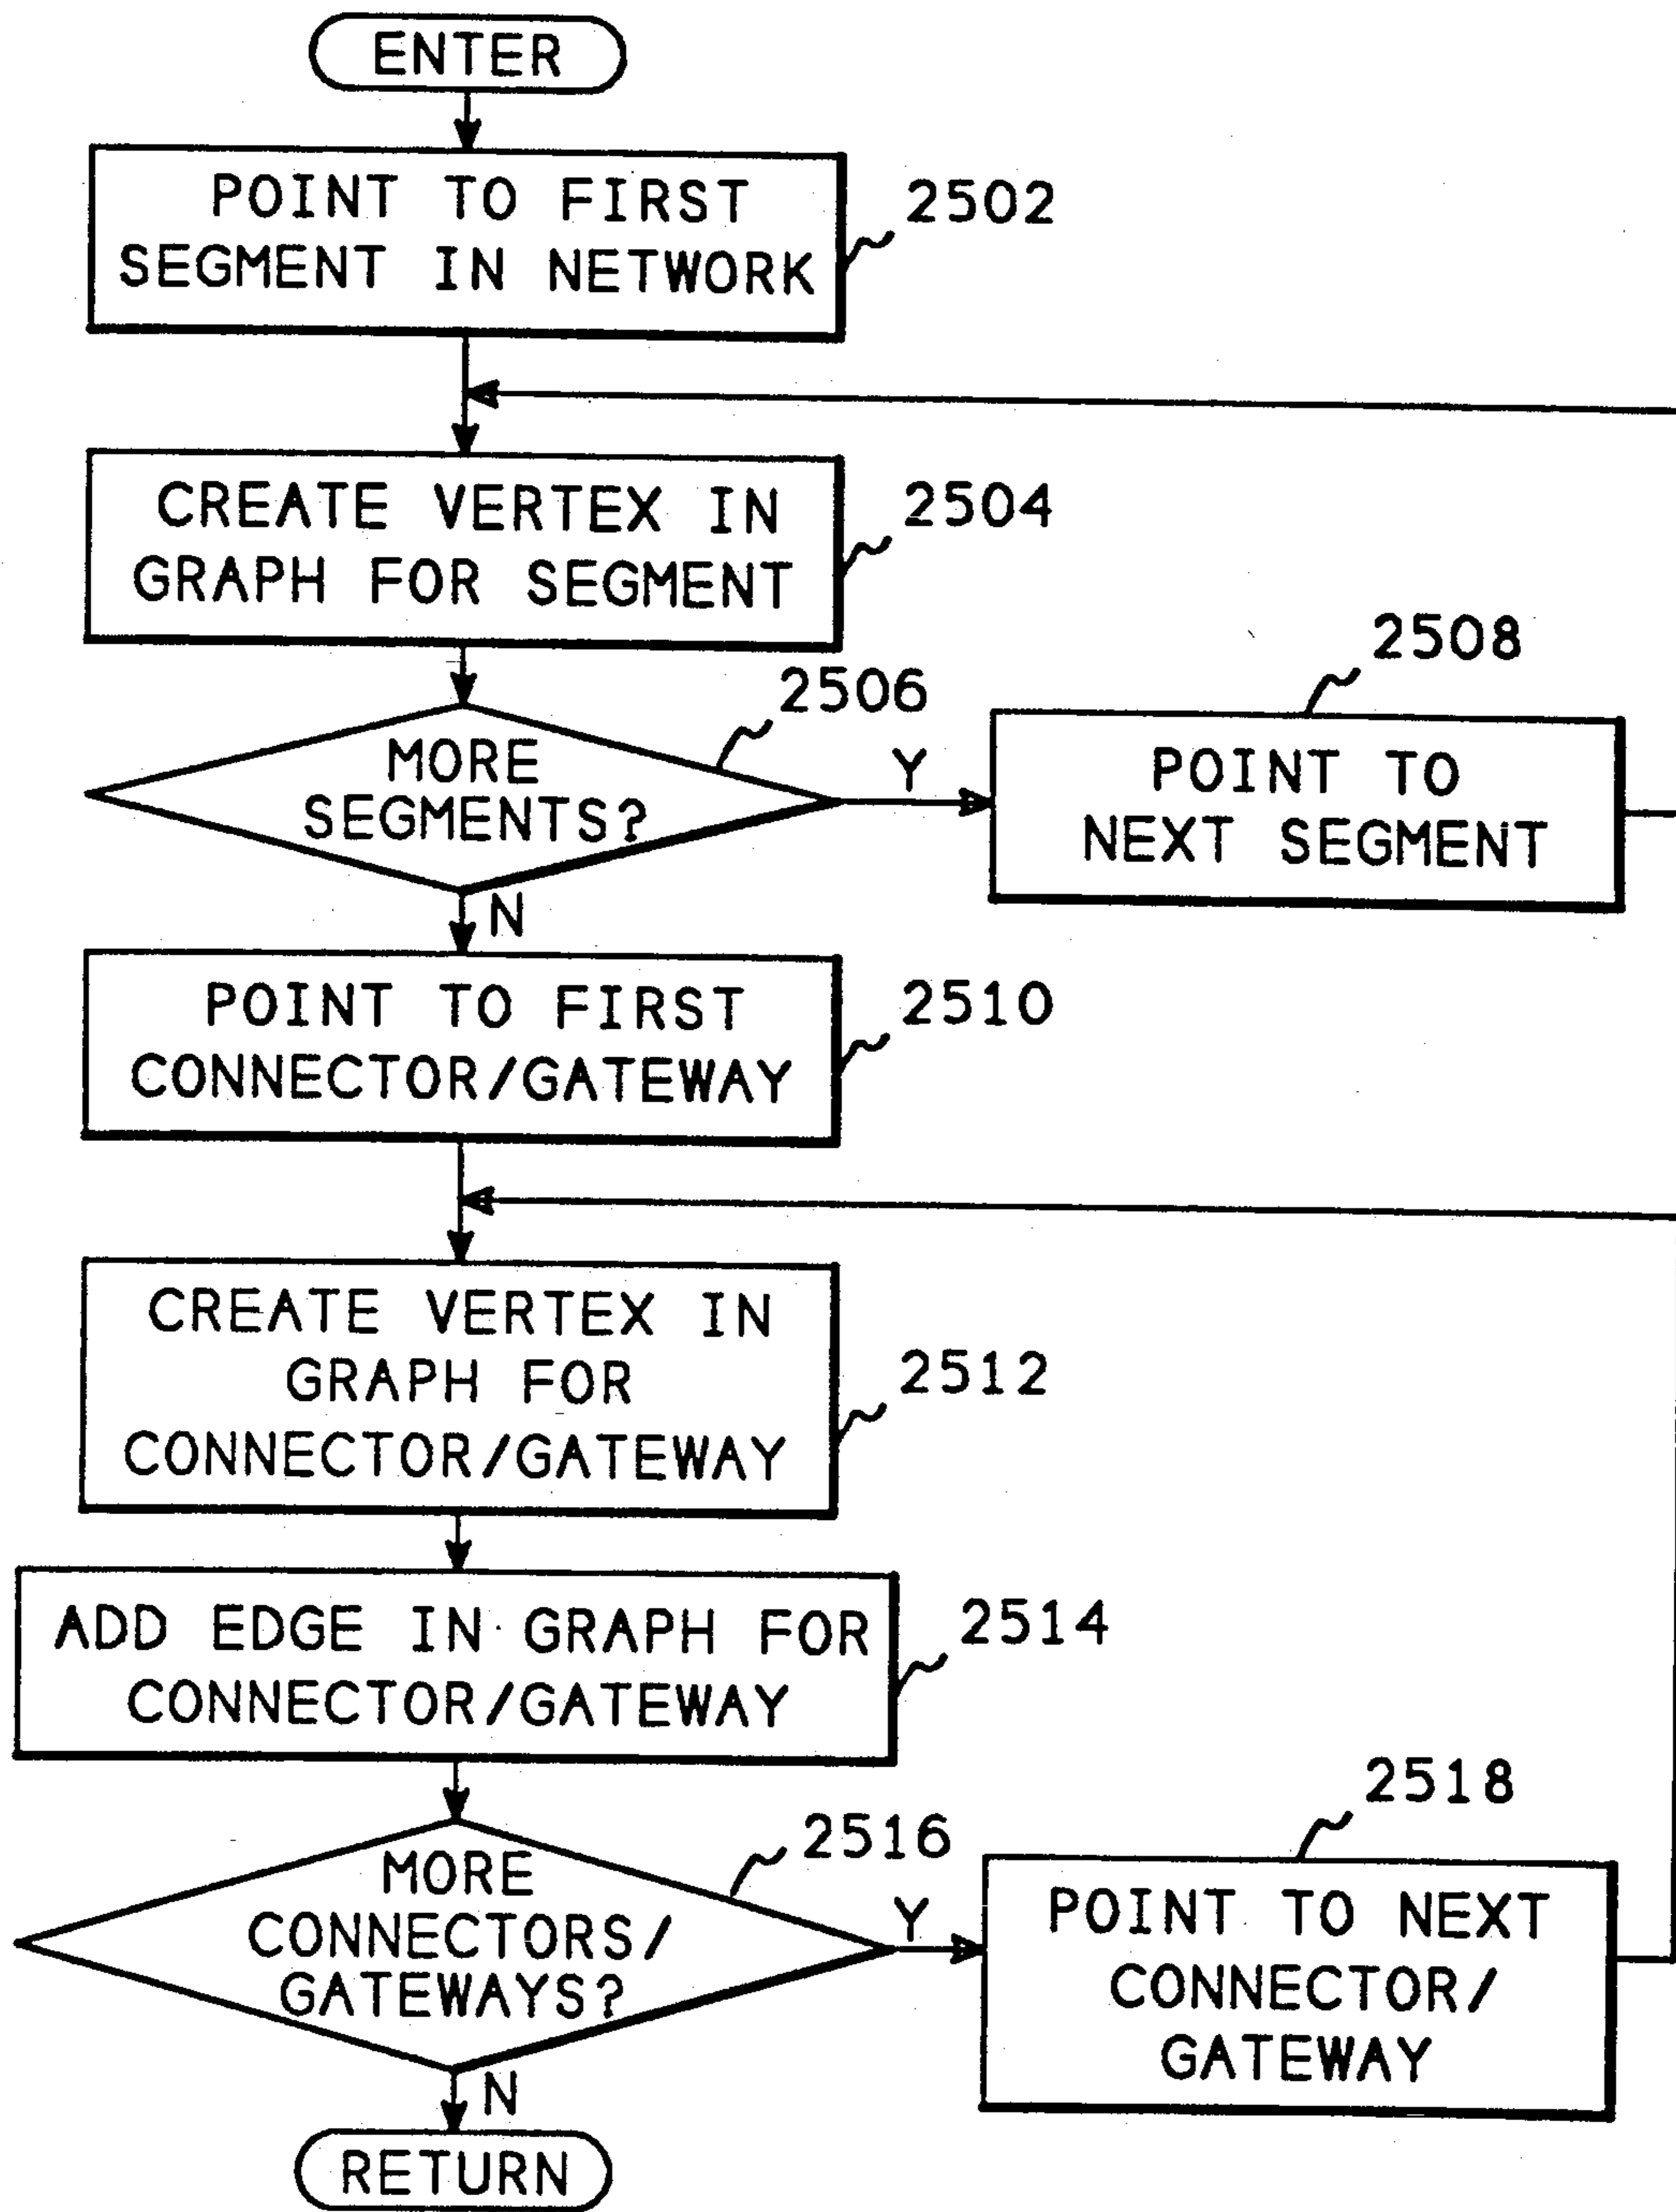 ENTER
POINT TO FIRST
SEGMENT IN NETWORK
2502
CREATE VERTEX IN
GRAPH FOR SEGMENT
2504
MORE
SEGMENTS?
2506
Y
N
POINT TO
NEXT SEGMENT
2508
POINT TO FIRST
CONNECTOR/GATEWAY
2510
CREATE VERTEX IN
GRAPH FOR
CONNECTOR/GATEWAY
2512
ADD EDGE IN GRAPH FOR
CONNECTOR/GATEWAY
2514
MORE
CONNECTORS/
GATEWAYS?
2516
Y
N
POINT TO NEXT
CONNECTOR/
GATEWAY
2518
RETURN